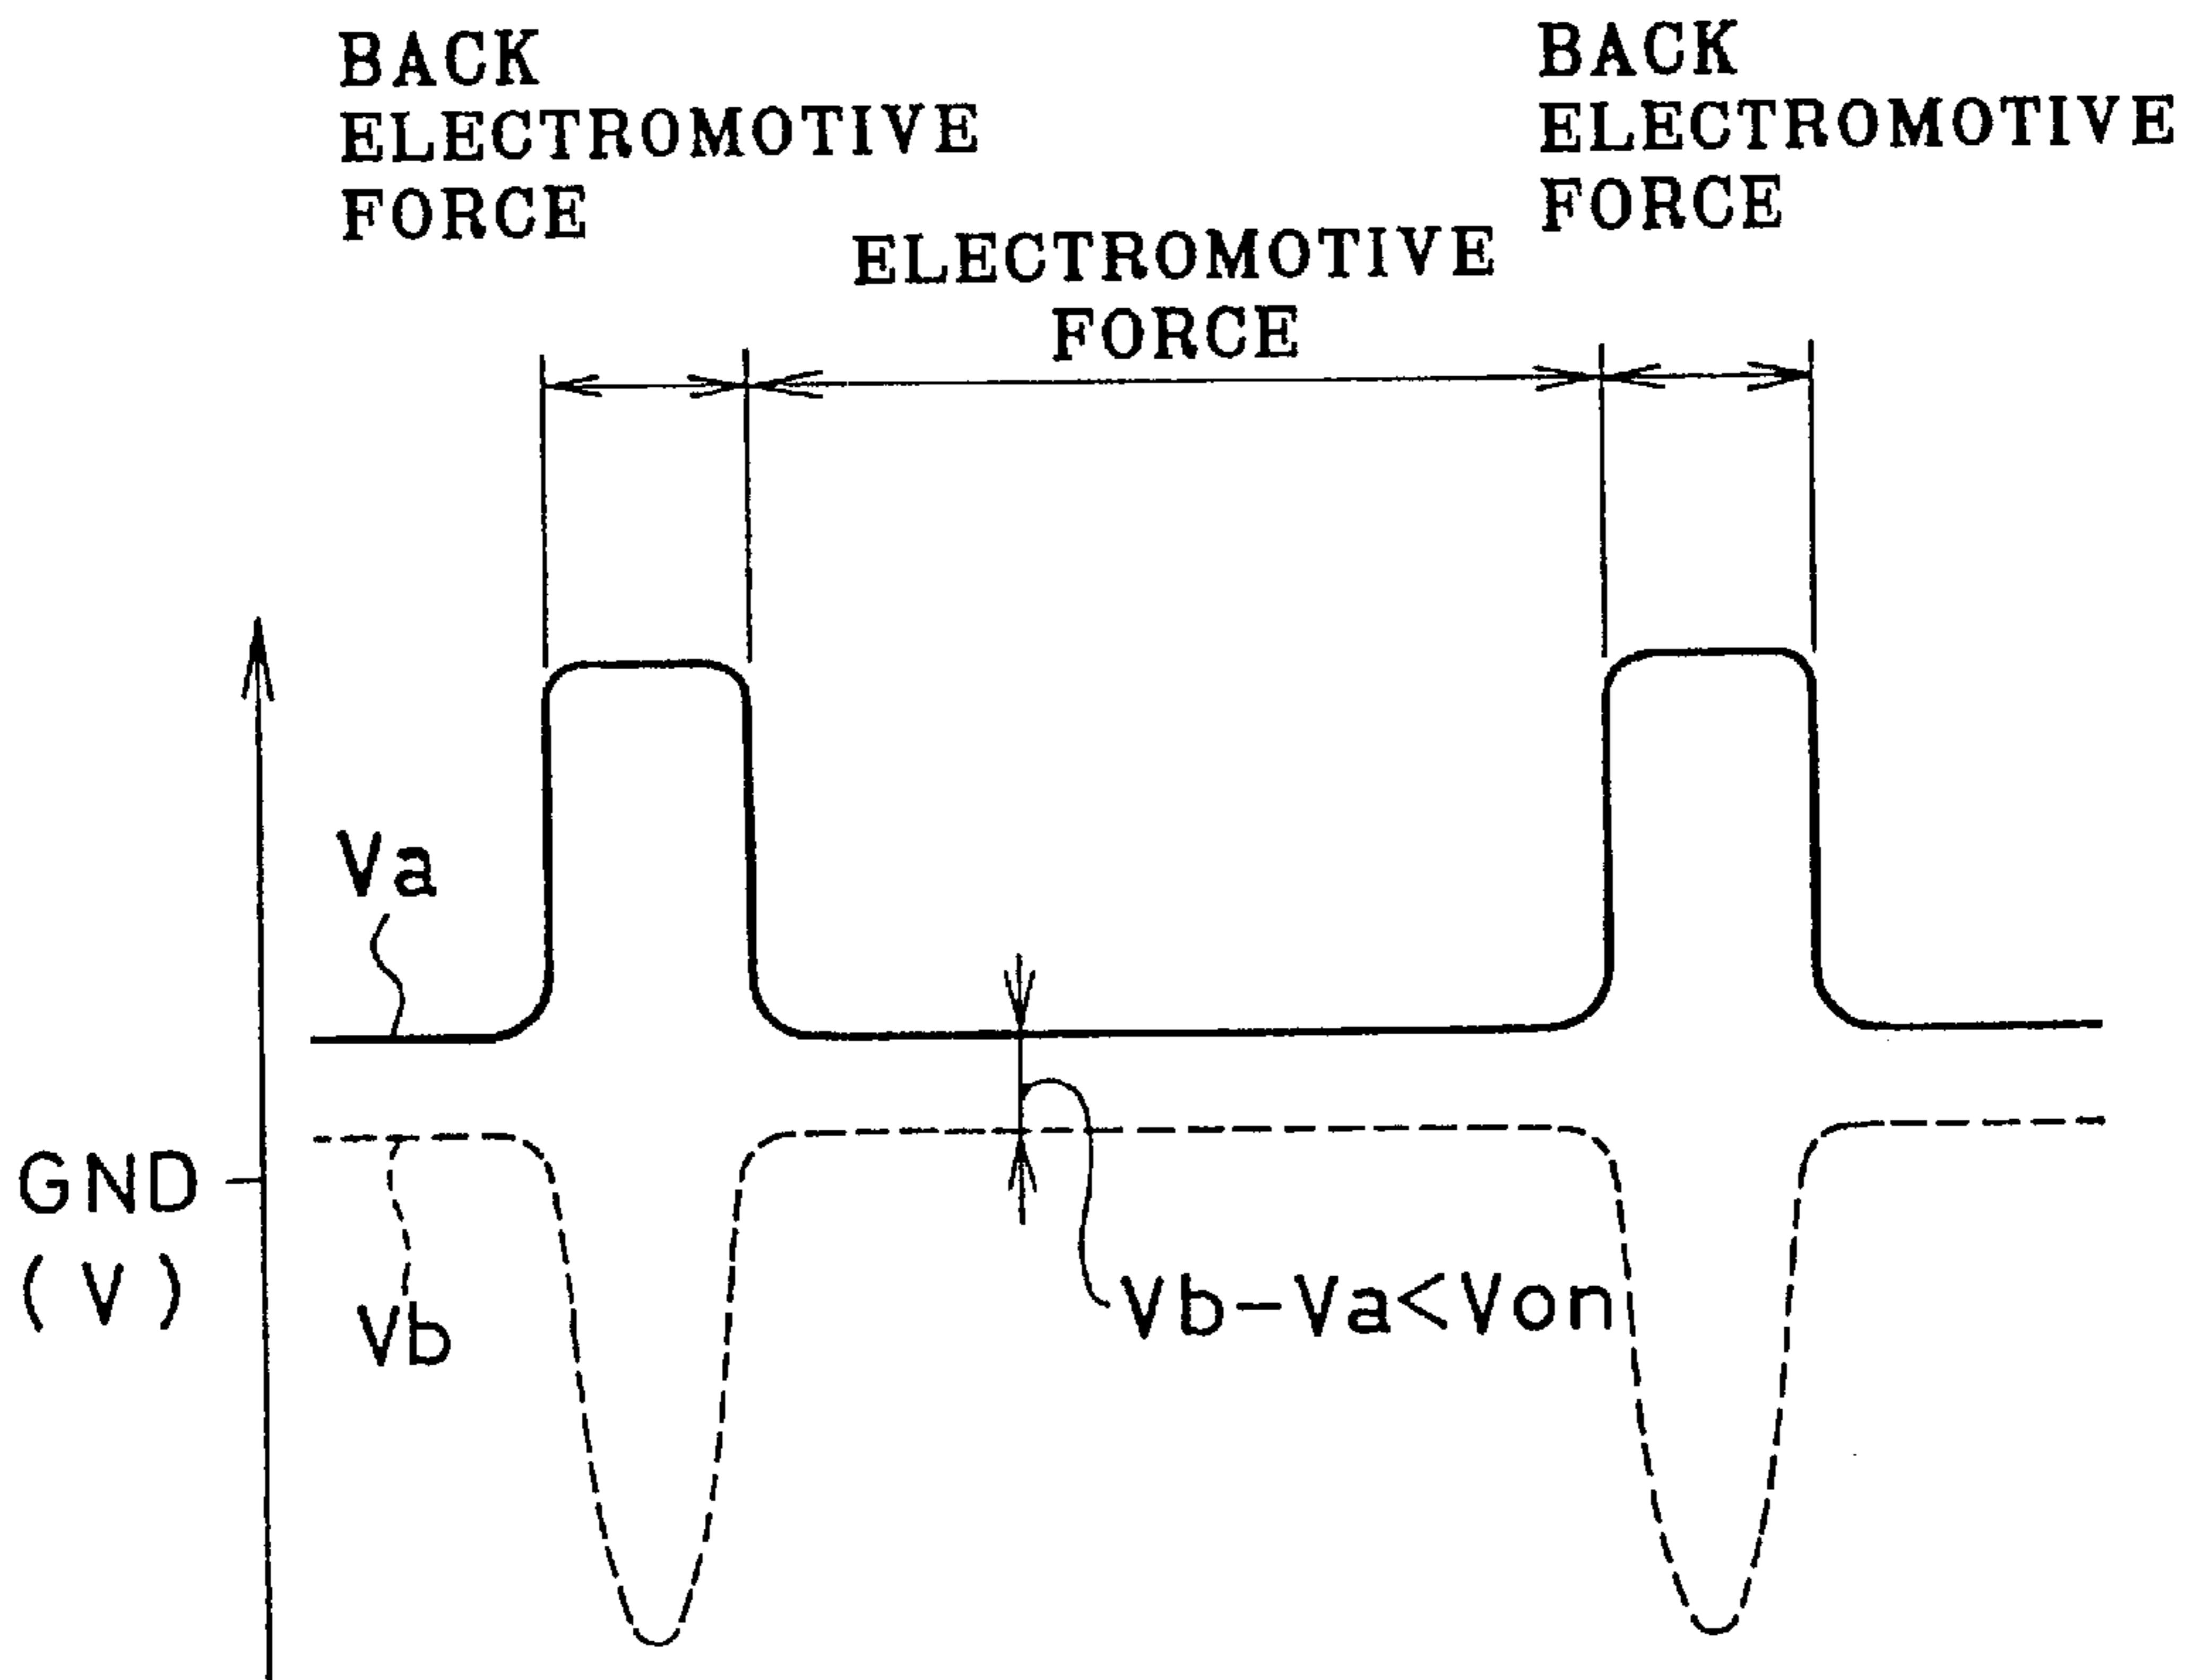 BACK
ELECTROMOTIVE
FORCE
BACK
ELECTROMOTIVE
FORCE
ELECTROMOTIVE
FORCE
Va
GND
(V)
Vb
Vb-Va<Von